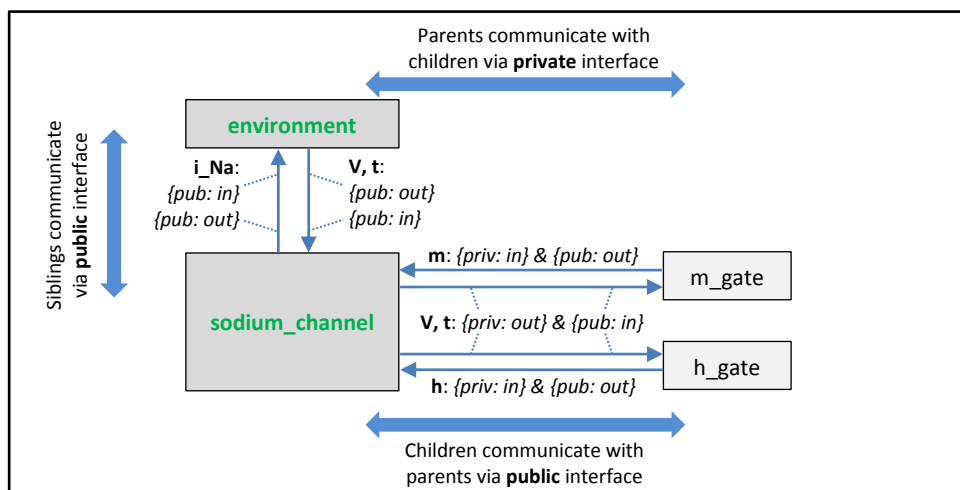 Parents communicate with
children via private interface
Siblings communicate
via public interface
environment
i_Na:
{pub: in}
{pub: out}
V, t:
{pub: out}
{pub: in}
sodium_channel
m: {priv: in} & {pub: out}
m_gate
V, t: {priv: out} & {pub: in}
h_gate
h: {priv: in} & {pub: out}
Children communicate with
parents via public interface